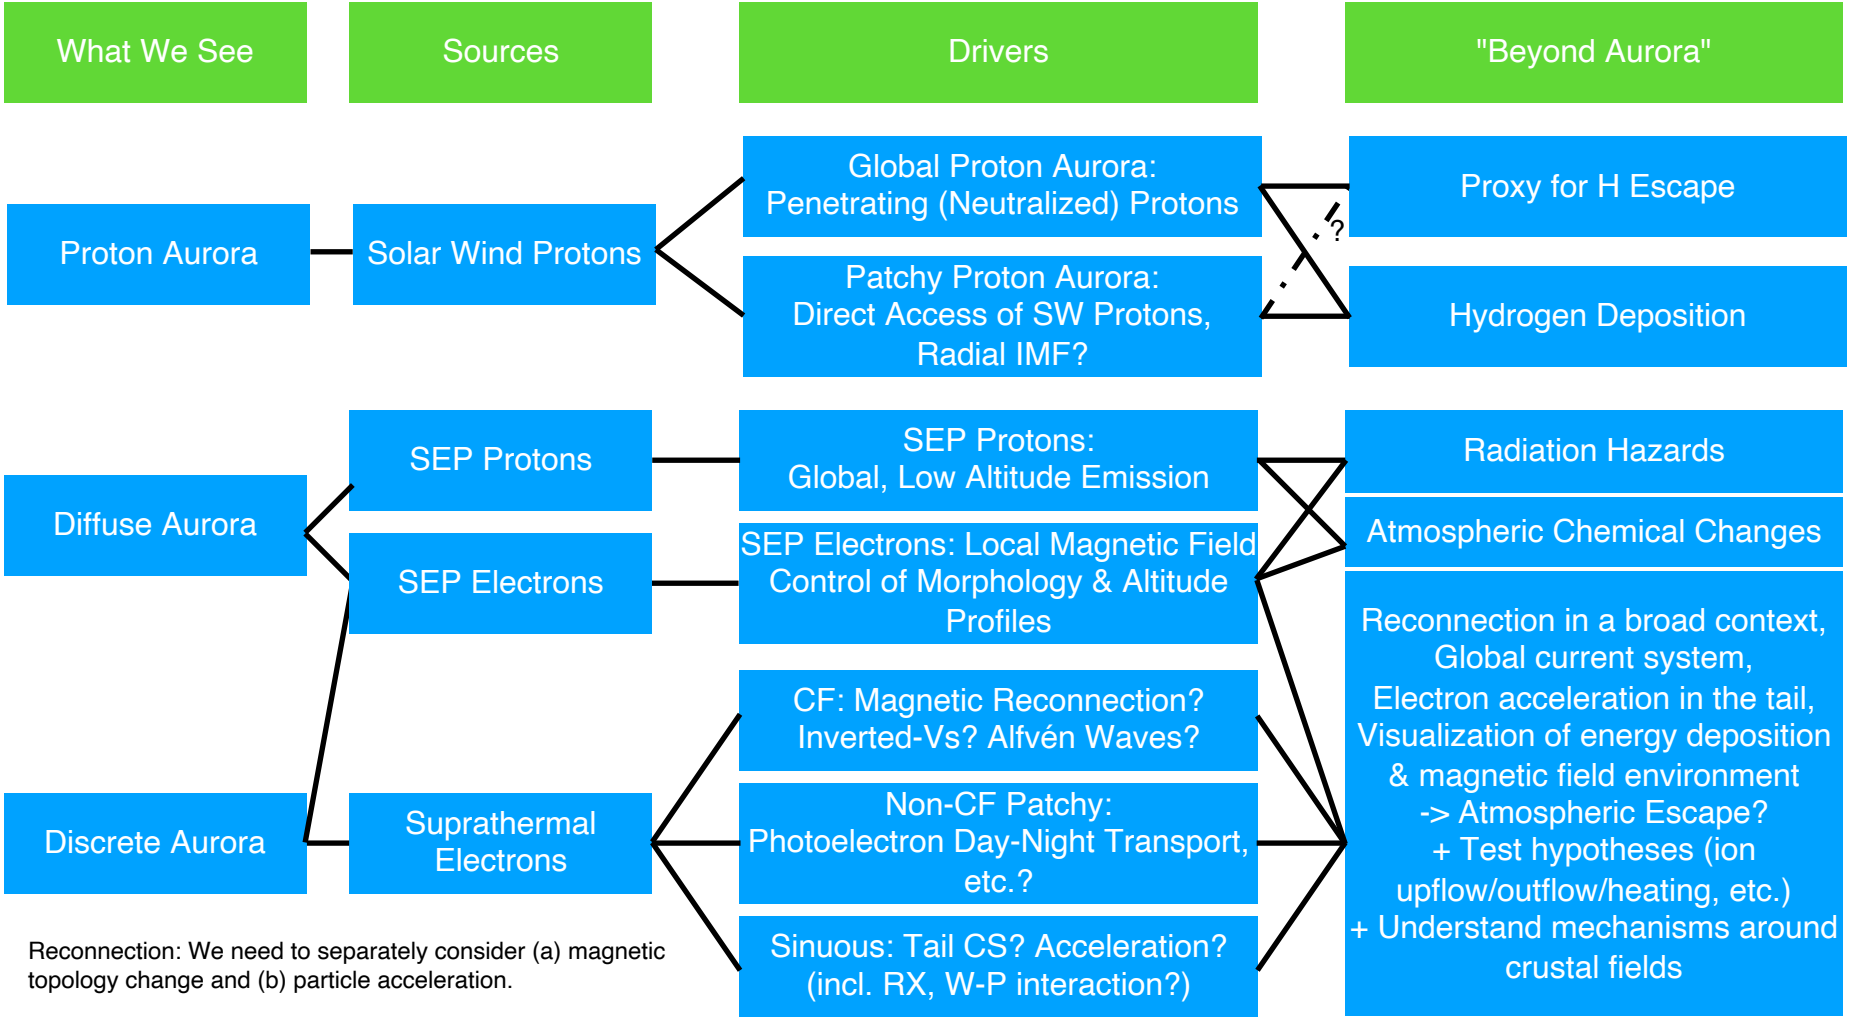 What We See
Sources
Drivers
"Beyond Aurora"
Proton Aurora
Solar Wind Protons
Global Proton Aurora:
Penetrating (Neutralized) Protons
Patchy Proton Aurora:
Direct Access of SW Protons,
Radial IMF?
?
Proxy for H Escape
Hydrogen Deposition
Diffuse Aurora
SEP Protons
SEP Electrons
SEP Protons:
Global, Low Altitude Emission
SEP Electrons: Local Magnetic Field
Control of Morphology & Altitude
Profiles
Radiation Hazards
Atmospheric Chemical Changes
Discrete Aurora
Suprathermal
Electrons
CF: Magnetic Reconnection?
Inverted-Vs? Alfvén Waves?
Non-CF Patchy:
Photoelectron Day-Night Transport,
etc.?
Sinuous: Tail CS? Acceleration?
(incl. RX, W-P interaction?)
Reconnection in a broad context,
Global current system,
Electron acceleration in the tail,
Visualization of energy deposition
& magnetic field environment
-> Atmospheric Escape?
+ Test hypotheses (ion
upflow/outflow/heating, etc.)
+ Understand mechanisms around
crustal fields
Reconnection: We need to separately consider (a) magnetic
topology change and (b) particle acceleration.